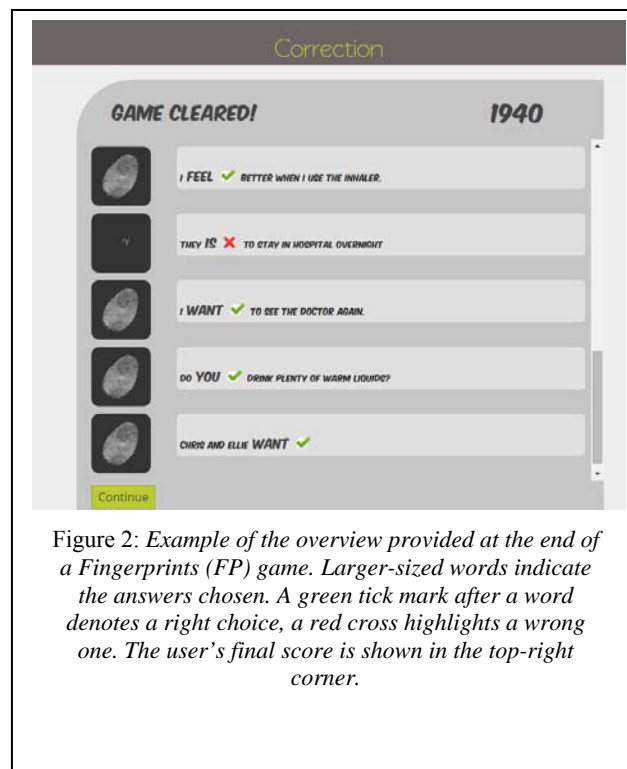 Correction
GAME CLEARED! 1940
I FEEL ✔ BETTER WHEN I USE THE INHALER.
THEY IS ✘ TO STAY IN HOSPITAL OVERNIGHT
I WANT ✔ TO SEE THE DOCTOR AGAIN.
DO YOU ✔ DRINK PLENTY OF WARM LIQUIDS?
CHRIS AND ELLIE WANT ✔
Continue
Figure 2: Example of the overview provided at the end of
a Fingerprints (FP) game. Larger-sized words indicate
the answers chosen. A green tick mark after a word
denotes a right choice, a red cross highlights a wrong
one. The user's final score is shown in the top-right
corner.